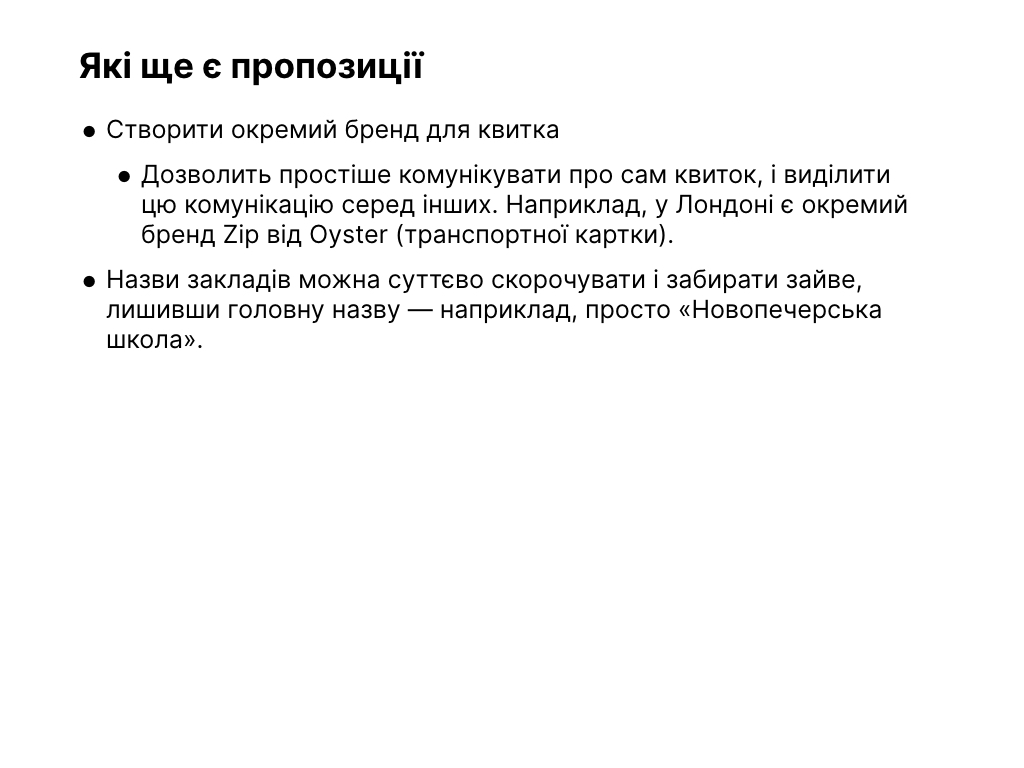 Які ще є пропозиції
● Створити окремий бренд для квитка
● Дозволить простіше комунікувати про сам квиток, і виділити
цю комунікацію серед інших. Наприклад, у Лондоні є окремий
бренд Zip від Oyster (транспортної картки).
● Назви закладів можна суттєво скорочувати і забирати зайве,
лишивши головну назву — наприклад, просто «Новопечерська
школа».